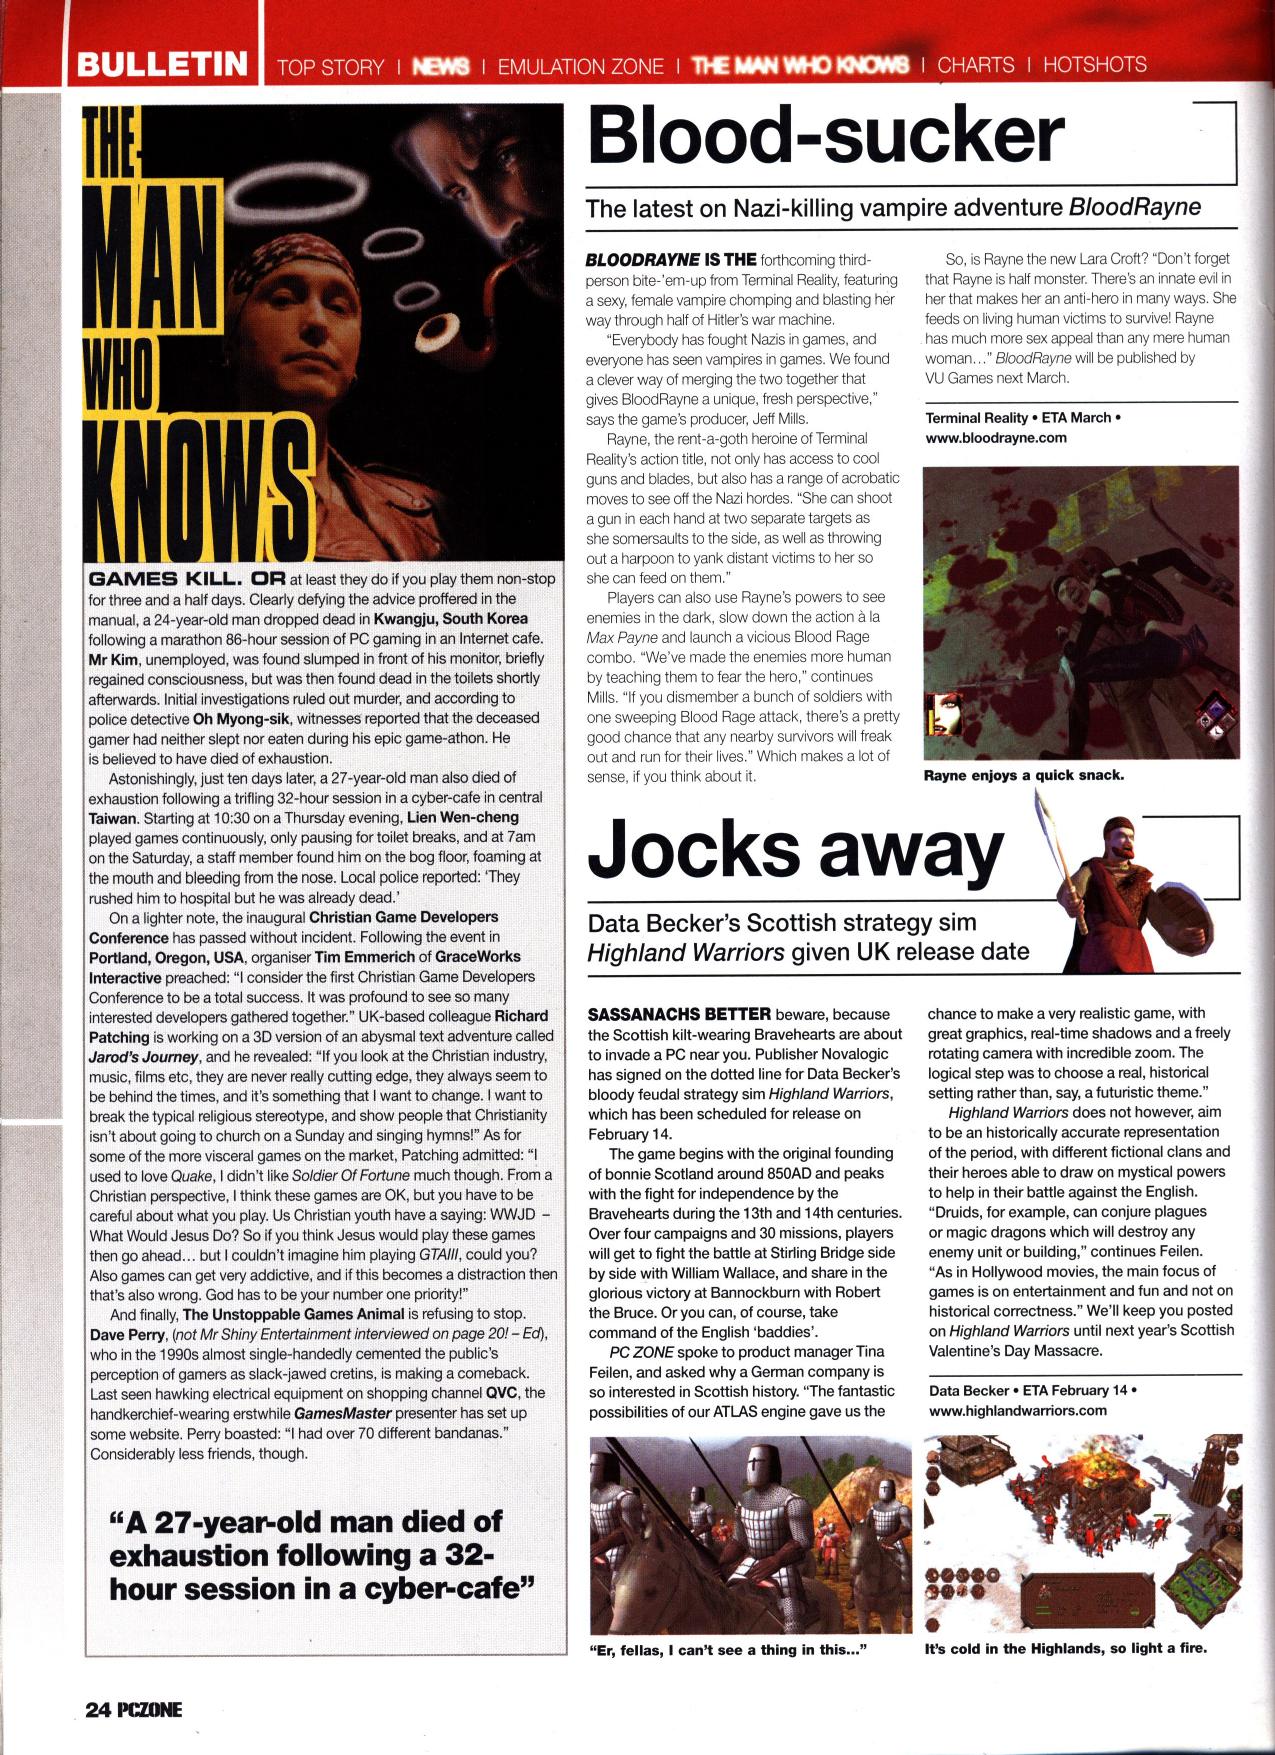 BULLETIN
TOP STORY | NEWS | EMULATION ZONE | THE MAN WHO KNOWS | CHARTS | HOTSHOTS
THE
MAN
WHO
KNOWS
GAMES KILL. OR at least they do if you play them non-stop
for three and a half days. Clearly defying the advice proffered in the
manual, a 24-year-old man dropped dead in Kwangju, South Korea
following a marathon 86-hour session of PC gaming in an Internet cafe.
Mr Kim, unemployed, was found slumped in front of his monitor, briefly
regained consciousness, but was then found dead in the toilets shortly
afterwards. Initial investigations ruled out murder, and according to
police detective Oh Myong-sik, witnesses reported that the deceased
gamer had neither slept nor eaten during his epic game-athon. He
is believed to have died of exhaustion.
Astonishingly, just ten days later, a 27-year-old man also died of
exhaustion following a trifling 32-hour session in a cyber-cafe in central
Taiwan. Starting at 10:30 on a Thursday evening, Lien Wen-cheng
played games continuously, only pausing for toilet breaks, and at 7am
on the Saturday, a staff member found him on the bog floor, foaming at
the mouth and bleeding from the nose. Local police reported: ‘They
rushed him to hospital but he was already dead.’
On a lighter note, the inaugural Christian Game Developers
Conference has passed without incident. Following the event in
Portland, Oregon, USA, organiser Tim Emmerich of GraceWorks
Interactive preached: “I consider the first Christian Game Developers
Conference to be a total success. It was profound to see so many
interested developers gathered together.” UK-based colleague Richard
Patching is working on a 3D version of an abysmal text adventure called
Jarod’s Journey, and he revealed: “If you look at the Christian industry,
music, films etc, they are never really cutting edge, they always seem to
be behind the times, and it’s something that I want to change. I want to
break the typical religious stereotype, and show people that Christianity
isn’t about going to church on a Sunday and singing hymns!” As for
some of the more visceral games on the market, Patching admitted: “I
used to love Quake, I didn’t like Soldier Of Fortune much though. From a
Christian perspective, I think these games are OK, but you have to be
careful about what you play. Us Christian youth have a saying: WWJD –
What Would Jesus Do? So if you think Jesus would play these games
then go ahead... but I couldn’t imagine him playing GTAIII, could you?
Also games can get very addictive, and if this becomes a distraction then
that’s also wrong. God has to be your number one priority!”
And finally, The Unstoppable Games Animal is refusing to stop.
Dave Perry, (not Mr Shiny Entertainment interviewed on page 20! – Ed),
who in the 1990s almost single-handedly cemented the public’s
perception of gamers as slack-jawed cretins, is making a comeback.
Last seen hawking electrical equipment on shopping channel QVC, the
handkerchief-wearing erstwhile GamesMaster presenter has set up
some website. Perry boasted: “I had over 70 different bandanas.”
Considerably less friends, though.
“A 27-year-old man died of
exhaustion following a 32-
hour session in a cyber-cafe”
Blood-sucker
The latest on Nazi-killing vampire adventure BloodRayne
BLOODRAYNE IS THE forthcoming third-
person bite-’em-up from Terminal Reality, featuring
a sexy, female vampire chomping and blasting her
way through half of Hitler’s war machine.
“Everybody has fought Nazis in games, and
everyone has seen vampires in games. We found
a clever way of merging the two together that
gives BloodRayne a unique, fresh perspective,”
says the game’s producer, Jeff Mills.
Rayne, the rent-a-goth heroine of Terminal
Reality’s action title, not only has access to cool
guns and blades, but also has a range of acrobatic
moves to see off the Nazi hordes. “She can shoot
a gun in each hand at two separate targets as
she somersaults to the side, as well as throwing
out a harpoon to yank distant victims to her so
she can feed on them.”
Players can also use Rayne’s powers to see
enemies in the dark, slow down the action à la
Max Payne and launch a vicious Blood Rage
combo. “We’ve made the enemies more human
by teaching them to fear the hero,” continues
Mills. “If you dismember a bunch of soldiers with
one sweeping Blood Rage attack, there’s a pretty
good chance that any nearby survivors will freak
out and run for their lives.” Which makes a lot of
sense, if you think about it.
So, is Rayne the new Lara Croft? “Don’t forget
that Rayne is half monster. There’s an innate evil in
her that makes her an anti-hero in many ways. She
feeds on living human victims to survive! Rayne
has much more sex appeal than any mere human
woman...” BloodRayne will be published by
VU Games next March.
Terminal Reality • ETA March •
www.bloodrayne.com
Rayne enjoys a quick snack.
Jocks away
Data Becker’s Scottish strategy sim
Highland Warriors given UK release date
SASSANACHS BETTER beware, because
the Scottish kilt-wearing Bravehearts are about
to invade a PC near you. Publisher Novalogic
has signed on the dotted line for Data Becker’s
bloody feudal strategy sim Highland Warriors,
which has been scheduled for release on
February 14.
The game begins with the original founding
of bonnie Scotland around 850AD and peaks
with the fight for independence by the
Bravehearts during the 13th and 14th centuries.
Over four campaigns and 30 missions, players
will get to fight the battle at Stirling Bridge side
by side with William Wallace, and share in the
glorious victory at Bannockburn with Robert
the Bruce. Or you can, of course, take
command of the English ‘baddies’.
PC ZONE spoke to product manager Tina
Feilen, and asked why a German company is
so interested in Scottish history. “The fantastic
possibilities of our ATLAS engine gave us the
chance to make a very realistic game, with
great graphics, real-time shadows and a freely
rotating camera with incredible zoom. The
logical step was to choose a real, historical
setting rather than, say, a futuristic theme.”
Highland Warriors does not however, aim
to be an historically accurate representation
of the period, with different fictional clans and
their heroes able to draw on mystical powers
to help in their battle against the English.
“Druids, for example, can conjure plagues
or magic dragons which will destroy any
enemy unit or building,” continues Feilen.
“As in Hollywood movies, the main focus of
games is on entertainment and fun and not on
historical correctness.” We’ll keep you posted
on Highland Warriors until next year’s Scottish
Valentine’s Day Massacre.
Data Becker • ETA February 14 •
www.highlandwarriors.com
“Er, fellas, I can’t see a thing in this...”
It’s cold in the Highlands, so light a fire.
24 PCZONE